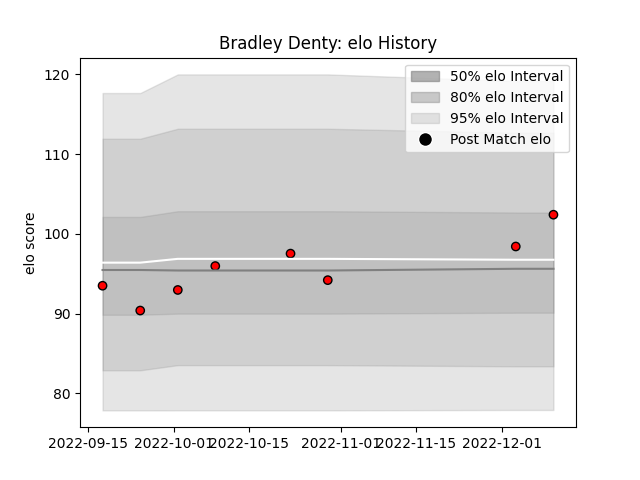 Bradley Denty: elo History
50% elo Interval
80% elo Interval
95% elo Interval
Post Match elo
elo score
120
110
100
90
80
2022-09-15 2022-10-01 2022-10-15 2022-11-01 2022-11-15 2022-12-01